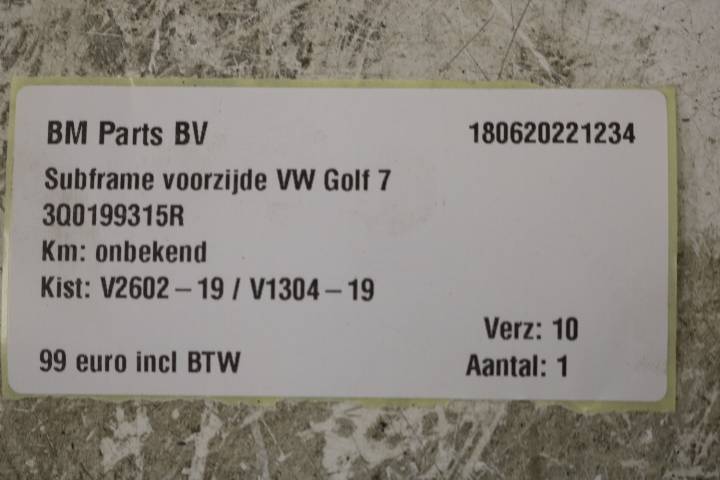 BM Parts BV 180620221234
Subframe voorzijde VW Golf 7
3Q0199315R
Km: onbekend
Kist: V2602 – 19 / V1304 – 19
Verz: 10
99 euro incl BTW Aantal: 1